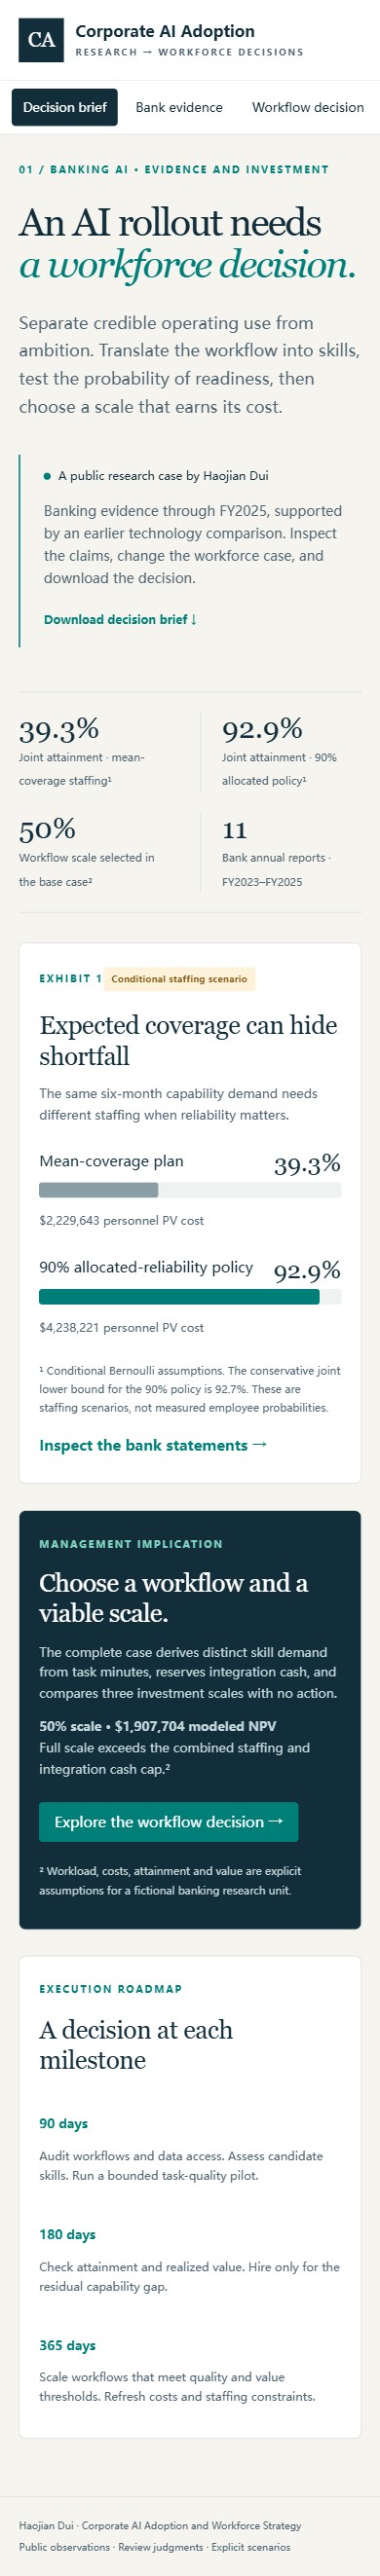 CA
Corporate AI Adoption
RESEARCH → WORKFORCE DECISIONS
Decision brief
Bank evidence
Workflow decision
01 / BANKING AI • EVIDENCE AND INVESTMENT
An AI rollout needs
a workforce decision.
Separate credible operating use from
ambition. Translate the workflow into skills,
test the probability of readiness, then
choose a scale that earns its cost.
A public research case by Haojian Dui
Banking evidence through FY2025, supported
by an earlier technology comparison. Inspect
the claims, change the workforce case, and
download the decision.
Download decision brief ↓
39.3%
Joint attainment · mean-
coverage staffing¹
92.9%
Joint attainment · 90%
allocated policy¹
50%
Workflow scale selected in
the base case²
11
Bank annual reports ·
FY2023–FY2025
EXHIBIT 1
Conditional staffing scenario
Expected coverage can hide
shortfall
The same six-month capability demand needs
different staffing when reliability matters.
Mean-coverage plan 39.3%
$2,229,643 personnel PV cost
90% allocated-reliability policy 92.9%
$4,238,221 personnel PV cost
¹ Conditional Bernoulli assumptions. The conservative joint
lower bound for the 90% policy is 92.7%. These are
staffing scenarios, not measured employee probabilities.
Inspect the bank statements →
MANAGEMENT IMPLICATION
Choose a workflow and a
viable scale.
The complete case derives distinct skill demand
from task minutes, reserves integration cash, and
compares three investment scales with no action.
50% scale • $1,907,704 modeled NPV
Full scale exceeds the combined staffing and
integration cash cap.²
Explore the workflow decision →
² Workload, costs, attainment and value are explicit
assumptions for a fictional banking research unit.
EXECUTION ROADMAP
A decision at each
milestone
90 days
Audit workflows and data access. Assess candidate
skills. Run a bounded task-quality pilot.
180 days
Check attainment and realized value. Hire only for the
residual capability gap.
365 days
Scale workflows that meet quality and value
thresholds. Refresh costs and staffing constraints.
Haojian Dui · Corporate AI Adoption and Workforce Strategy
Public observations · Review judgments · Explicit scenarios